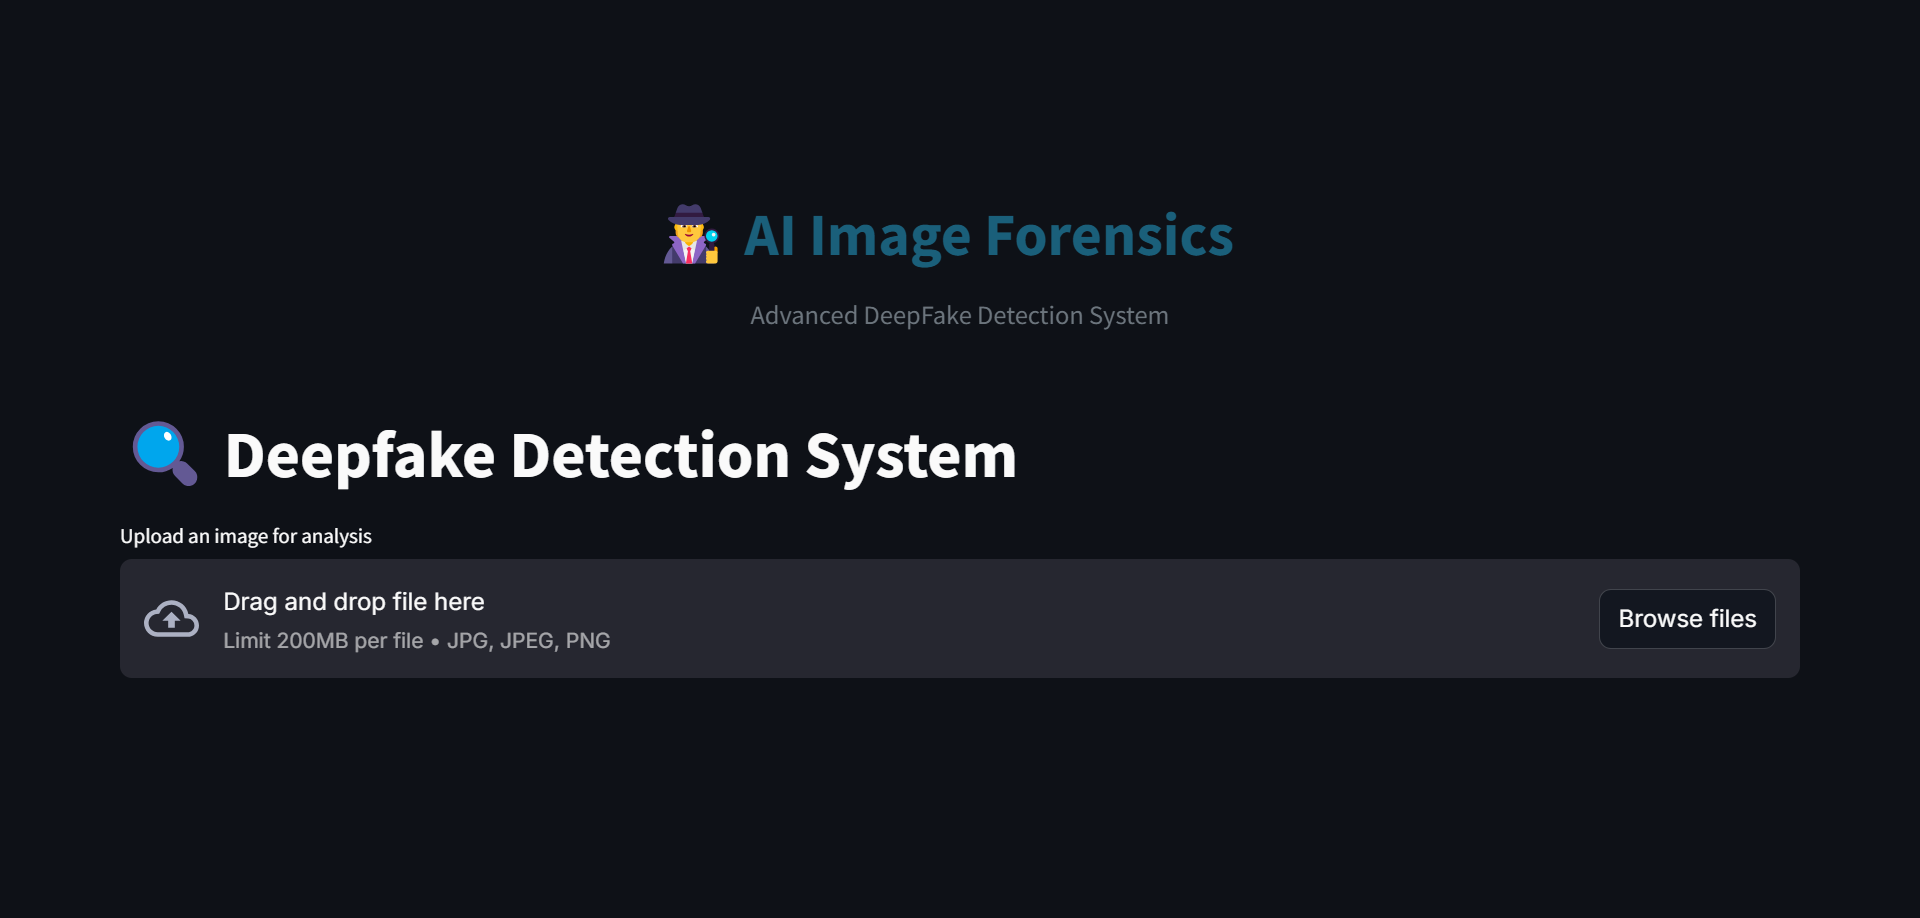 AI Image Forensics
Advanced DeepFake Detection System
Deepfake Detection System
Upload an image for analysis
Drag and drop file here
Limit 200MB per file • JPG, JPEG, PNG
Browse files